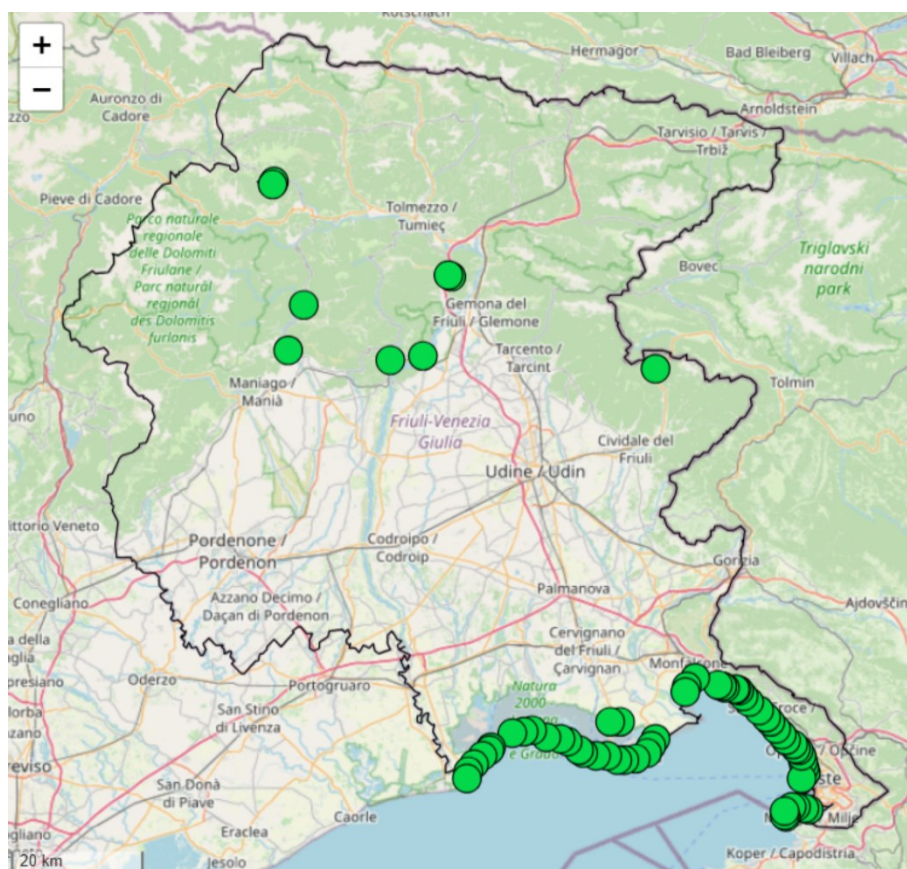 Kötschach
+
−
Hermagor
Bad Bleiberg
Villach
Auronzo di
Cadore
Arnoldstein
Tarvisio / Tarvis /
Trbiž
Pieve di Cadore
Tolmezzo /
Tumieç
Parco naturale
regionale
delle Dolomiti
Friulane /
Parc naturâl
regjonâl
des Dolomitis
furlanis
Triglavski
narodni
park
Bovec
Gemona del
Friuli / Glemone
Tarcento /
Tarcint
Tolmin
Maniago /
Manià
Friuli-Venezia
Giulia
Cividale del
Friuli
Udine / Udin
Vittorio Veneto
Pordenone /
Pordenon
Codroipo /
Codroip
Gorizia
Conegliano
Azzano Decimo /
Daçan di Pordenon
Palmanova
Ajdovščin
Cervignano
del Friuli /
Çarvignan
Monfalcone
Oderzo
Portogruaro
Natura
2000
San Stino
di Livenza
e Grado
San Donà
di Piave
Caorle
Eraclea
Jesolo
Milje
Koper / Capodistria
20 km